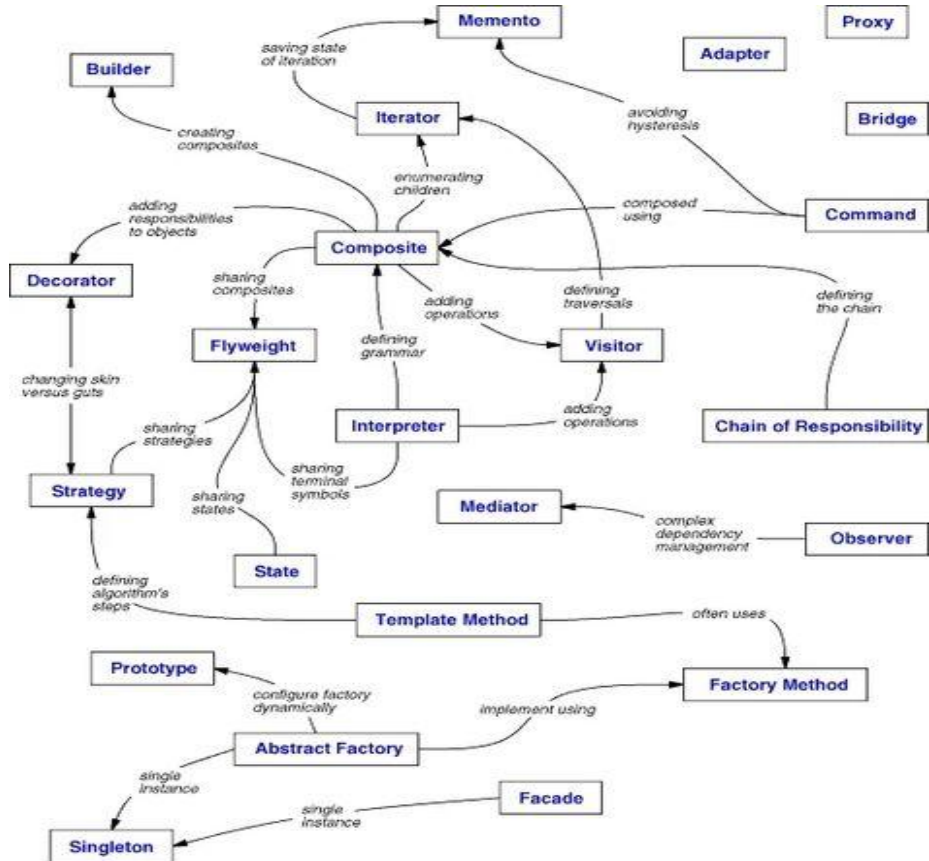 Memento
Proxy
Adapter
saving state
of iteration
Builder
Iterator
avoiding
hysteresis
Bridge
creating
composites
enumerating
children
adding
responsibilities
to objects
composed
using
Command
Composite
Decorator
sharing
composites
adding
operations
defining
traversals
defining
the chain
Flyweight
defining
grammar
Visitor
changing skin
versus guts
sharing
strategies
Interpreter
adding
operations
Chain of Responsibility
sharing
terminal
symbols
Strategy
sharing
states
Mediator
complex
dependency
management
Observer
State
defining
algorithm's
steps
Template Method
often uses
Prototype
configure factory
dynamically
Factory Method
implement using
Abstract Factory
single
instance
Facade
single
instance
Singleton